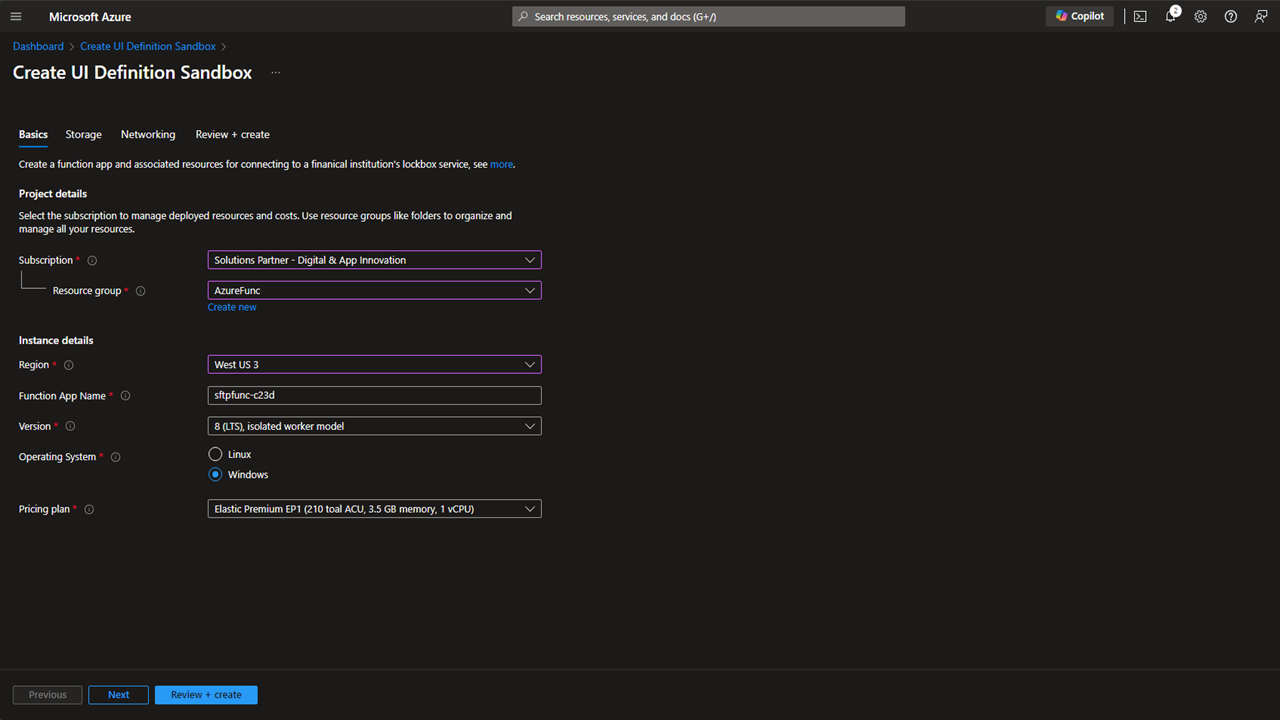 Microsoft Azure
Search resources, services, and docs (G+/)
Copilot
2
Dashboard > Create UI Definition Sandbox >
Create UI Definition Sandbox ...
Basics Storage Networking Review + create
Create a function app and associated resources for connecting to a finanical institution's lockbox service, see more.
Project details
Select the subscription to manage deployed resources and costs. Use resource groups like folders to organize and
manage all your resources.
Subscription * Solutions Partner - Digital & App Innovation
Resource group * AzureFunc
Create new
Instance details
Region * West US 3
Function App Name * sftpfunc-c23d
Version * 8 (LTS), isolated worker model
Operating System * Linux
Windows
Pricing plan * Elastic Premium EP1 (210 toal ACU, 3.5 GB memory, 1 vCPU)
Previous Next Review + create